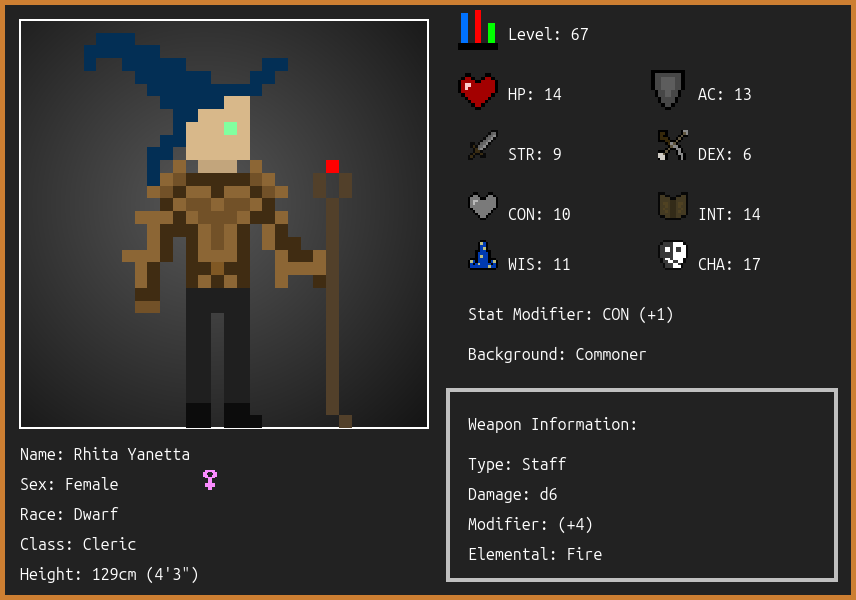 Level: 67
HP: 14
AC: 13
STR: 9
DEX: 6
CON: 10
INT: 14
WIS: 11
CHA: 17
Stat Modifier: CON (+1)
Background: Commoner
Weapon Information:
Type: Staff
Damage: d6
Modifier: (+4)
Elemental: Fire
Name: Rhita Yanetta
Sex: Female
Race: Dwarf
Class: Cleric
Height: 129cm (4'3")